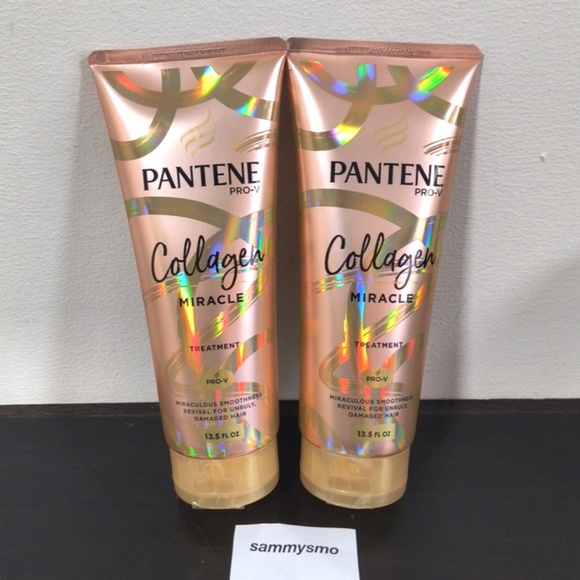 PANTENE
PRO-V
Collagen
MIRACLE
TREATMENT
PRO-V
MIRACULOUS SMOOTHNESS
REVIVAL FOR UNRULY,
DAMAGED HAIR
13.5 FL OZ
PANTENE
PRO-V
Collagen
MIRACLE
TREATMENT
PRO-V
MIRACULOUS SMOOTHNESS
REVIVAL FOR UNRULY,
DAMAGED HAIR
13.5 FL OZ
sammysmo